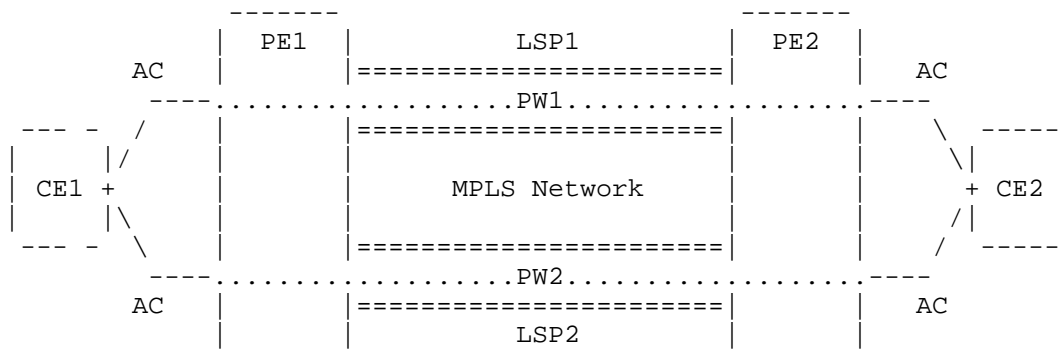 PE1 LSP1 PE2
AC AC
PW1
CE1 + MPLS Network + CE2
PW2
AC AC
LSP2